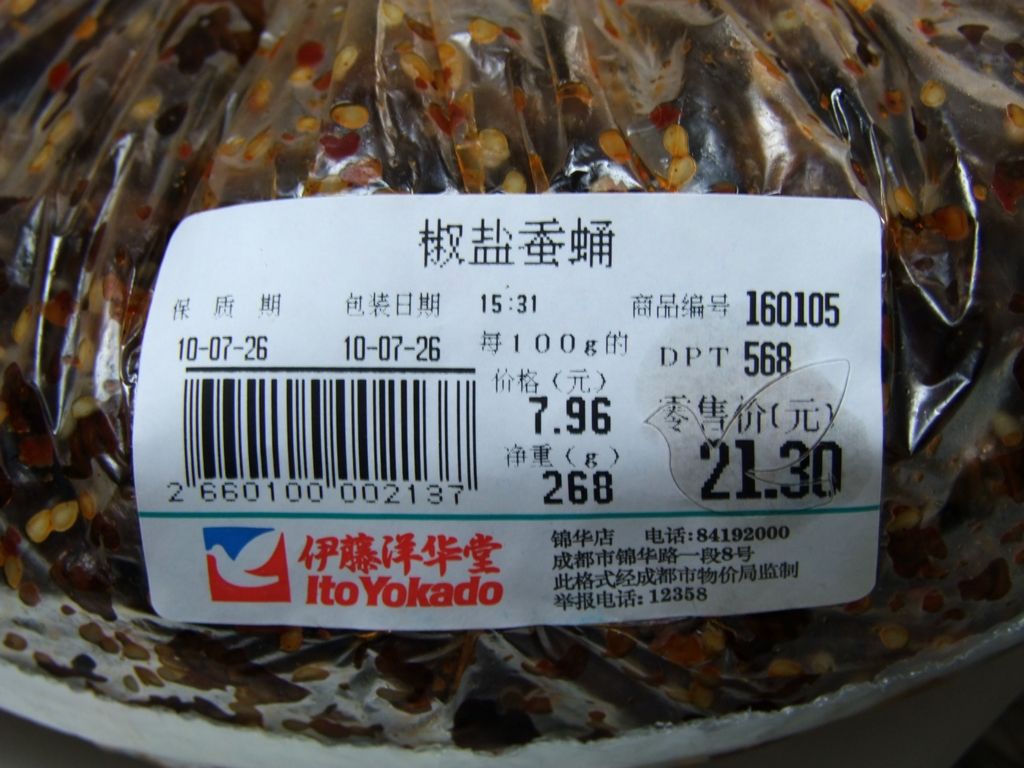 椒盐蚕蛹
保质期 包装日期 15:31 商品编号 160105
10-07-26 10-07-26 每100g的 DPT 568
价格(元) 零售价(元)
7.96 21.30
净重(g)
268
2 660100 002137
伊藤洋华堂
Ito Yokado
锦华店 电话:84192000
成都市锦华路一段8号
此格式经成都市物价局监制
举报电话:12358